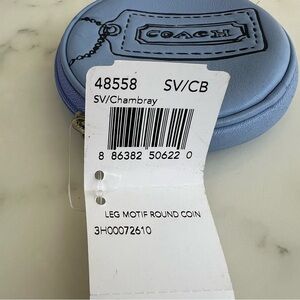 COACH
48558 SV/CB
SV/Chambray
8 86382 50622 0
LEG MOTIF ROUND COIN
3H00072610